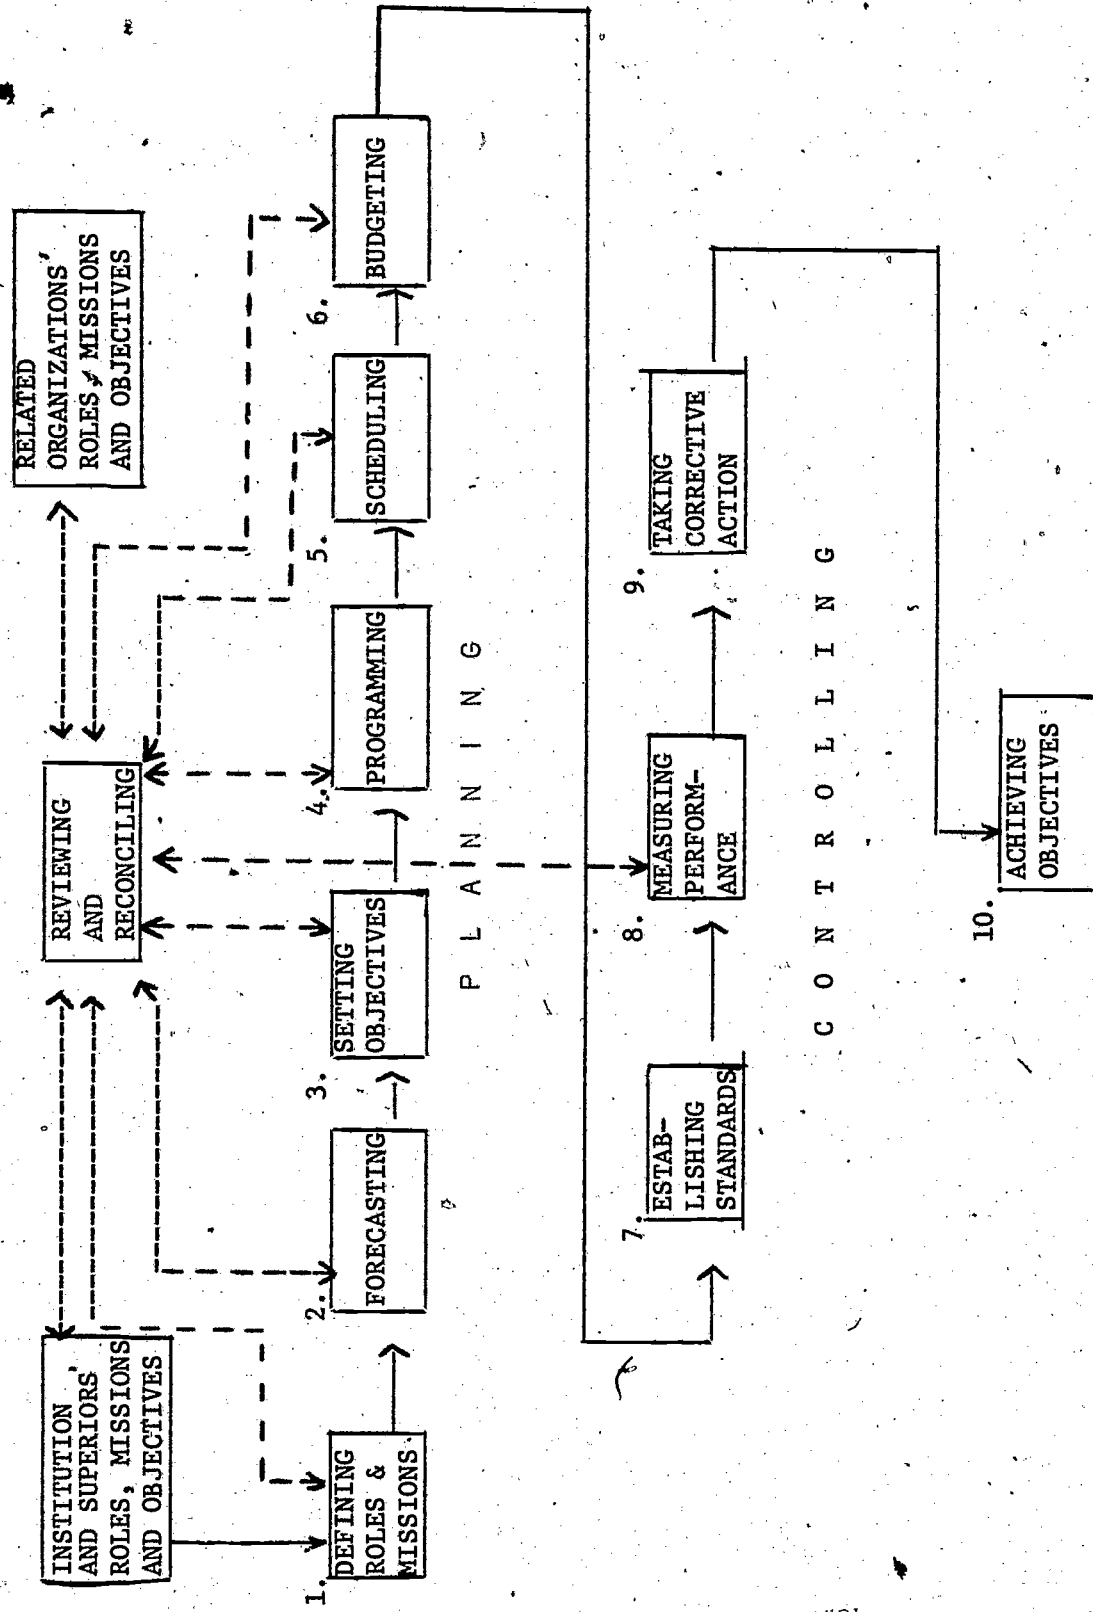 INSTITUTION
AND SUPERIORS'
ROLES, MISSIONS
AND OBJECTIVES
REVIEWING
AND
RECONCILING
RELATED
ORGANIZATIONS'
ROLES, MISSIONS
AND OBJECTIVES
1.
DEFINING
ROLES &
MISSIONS
2.
FORECASTING
3.
SETTING
OBJECTIVES
4.
PROGRAMMING
5.
SCHEDULING
6.
BUDGETING
PLANNING
7.
ESTAB-
LISHING
STANDARDS
8.
MEASURING
PERFORM-
ANCE
9.
TAKING
CORRECTIVE
ACTION
CONTROLLING
10.
ACHIEVING
OBJECTIVES